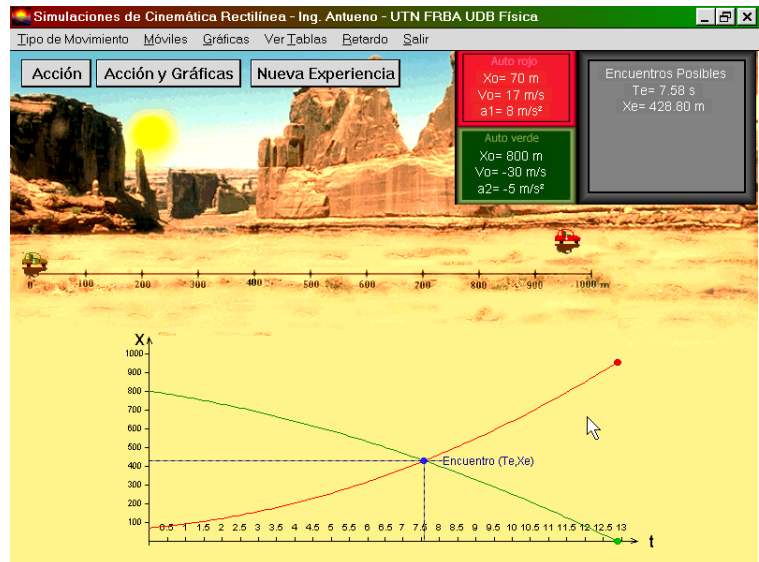 Simulaciones de Cinemática Rectilínea - Ing. Antueno - UTN FRBA UDB Física
Tipo de Movimiento Móviles Gráficas Ver Tablas Retardo Salir
Acción Acción y Gráficas Nueva Experiencia
Auto rojo
Xo= 70 m
Vo= 17 m/s
a1= 8 m/s²
Auto verde
Xo= 800 m
Vo= -30 m/s
a2= -5 m/s²
Encuentros Posibles
Te= 7.58 s
Xe= 428.80 m
0 100 200 300 400 500 600 700 800 900 1000 m
X
1000
900
800
700
600
500
400
300
200
100
Encuentro (Te,Xe)
0.5 1 1.5 2 2.5 3 3.5 4 4.5 5 5.5 6 6.5 7 7.5 8 8.5 9 9.5 10 10.5 11 11.5 12 12.5 13
t